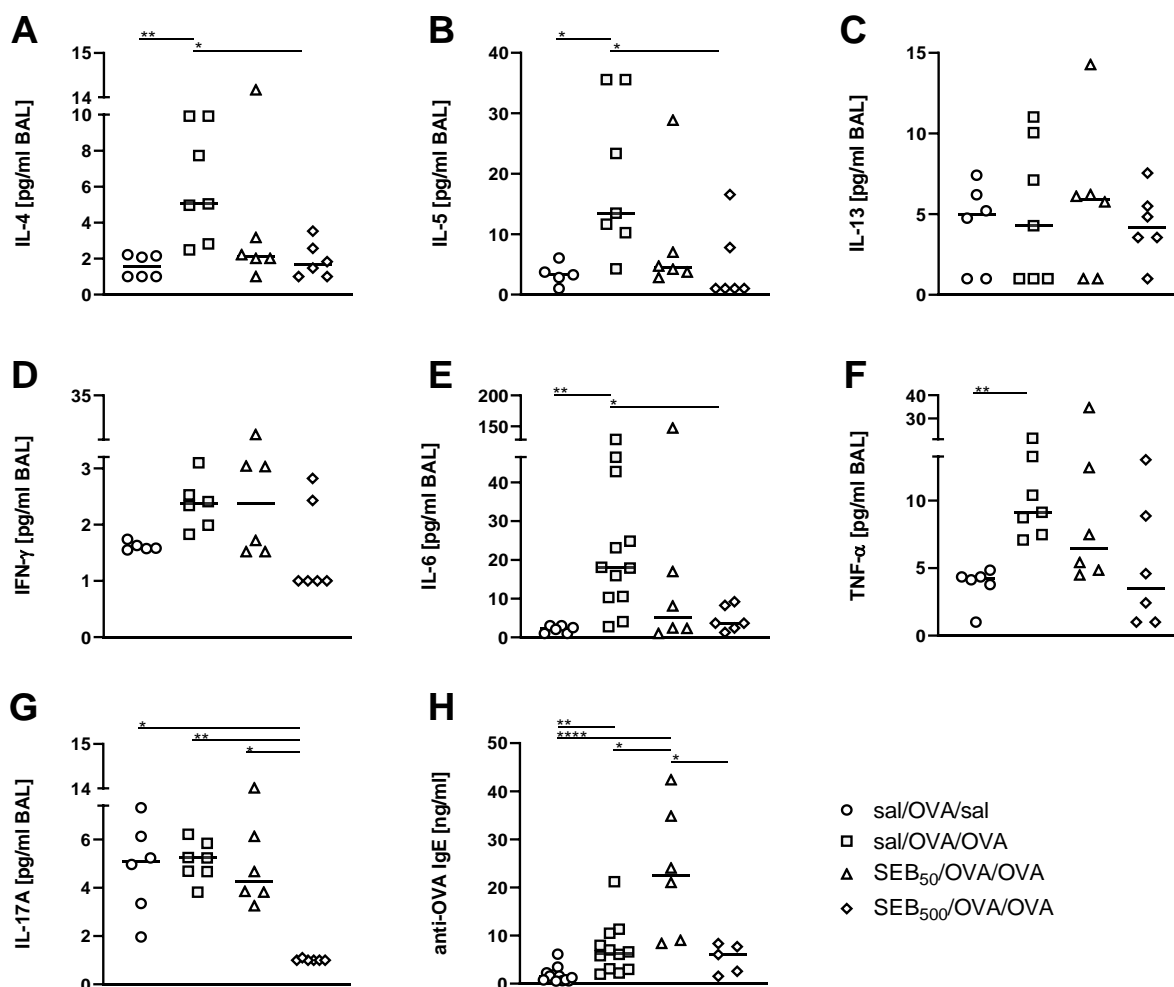 A
B
C
** *
15
14
10
8
6
4
2
0
IL-4 [pg/ml BAL]
* *
40
30
20
10
0
IL-5 [pg/ml BAL]
15
10
5
0
IL-13 [pg/ml BAL]
D
E
F
35
3
2
1
0
IFN-γ [pg/ml BAL]
** *
200
150
40
30
20
10
0
IL-6 [pg/ml BAL]
**
40
30
10
5
0
TNF-α [pg/ml BAL]
G
H
*
**
*
15
14
6
4
2
0
IL-17A [pg/ml BAL]
**
****
*
*
50
40
30
20
10
0
anti-OVA IgE [ng/ml]
sal/OVA/sal
sal/OVA/OVA
SEB50/OVA/OVA
SEB500/OVA/OVA